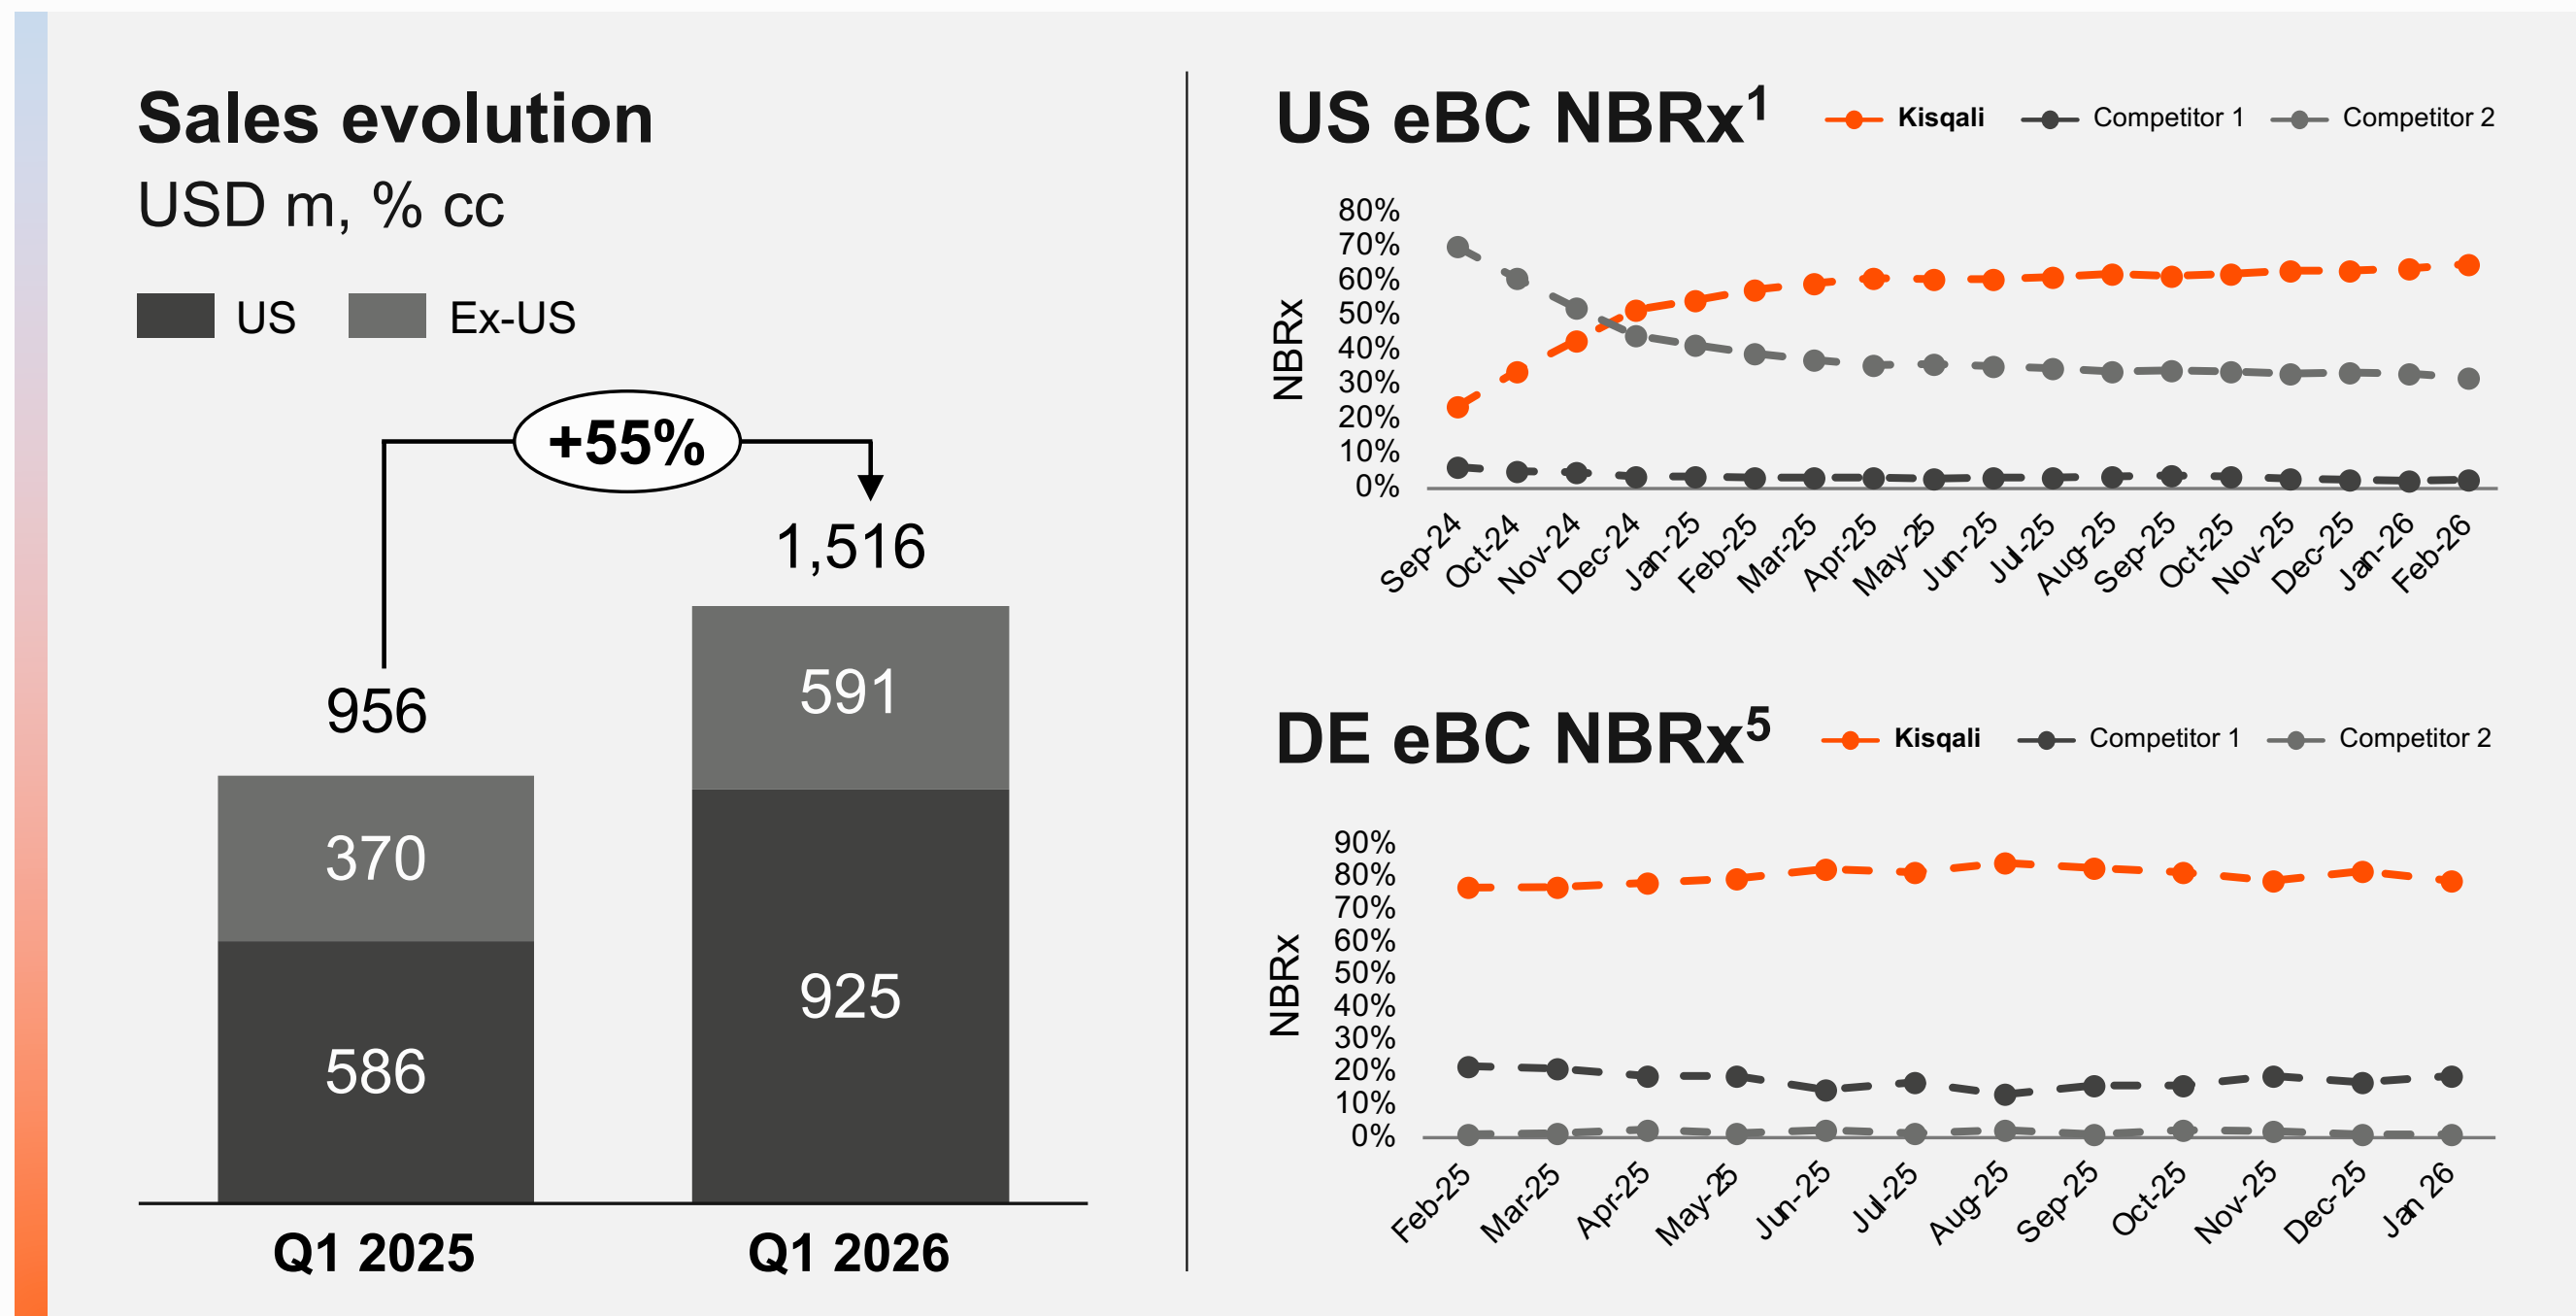 Sales evolution
USD m, % cc
US Ex-US
+55%
956
1,516
370
586
591
925
Q1 2025 Q1 2026
US eBC NBRx1
Kisqali Competitor 1 Competitor 2
NBRx
80%
70%
60%
50%
40%
30%
20%
10%
0%
Sep-24 Oct-24 Nov-24 Dec-24 Jan-25 Feb-25 Mar-25 Apr-25 May-25 Jun-25 Jul-25 Aug-25 Sep-25 Oct-25 Nov-25 Dec-25 Jan-26 Feb-26
DE eBC NBRx5
Kisqali Competitor 1 Competitor 2
NBRx
90%
80%
70%
60%
50%
40%
30%
20%
10%
0%
Feb-25 Mar-25 Apr-25 May-25 Jun-25 Jul-25 Aug-25 Sep-25 Oct-25 Nov-25 Dec-25 Jan 26